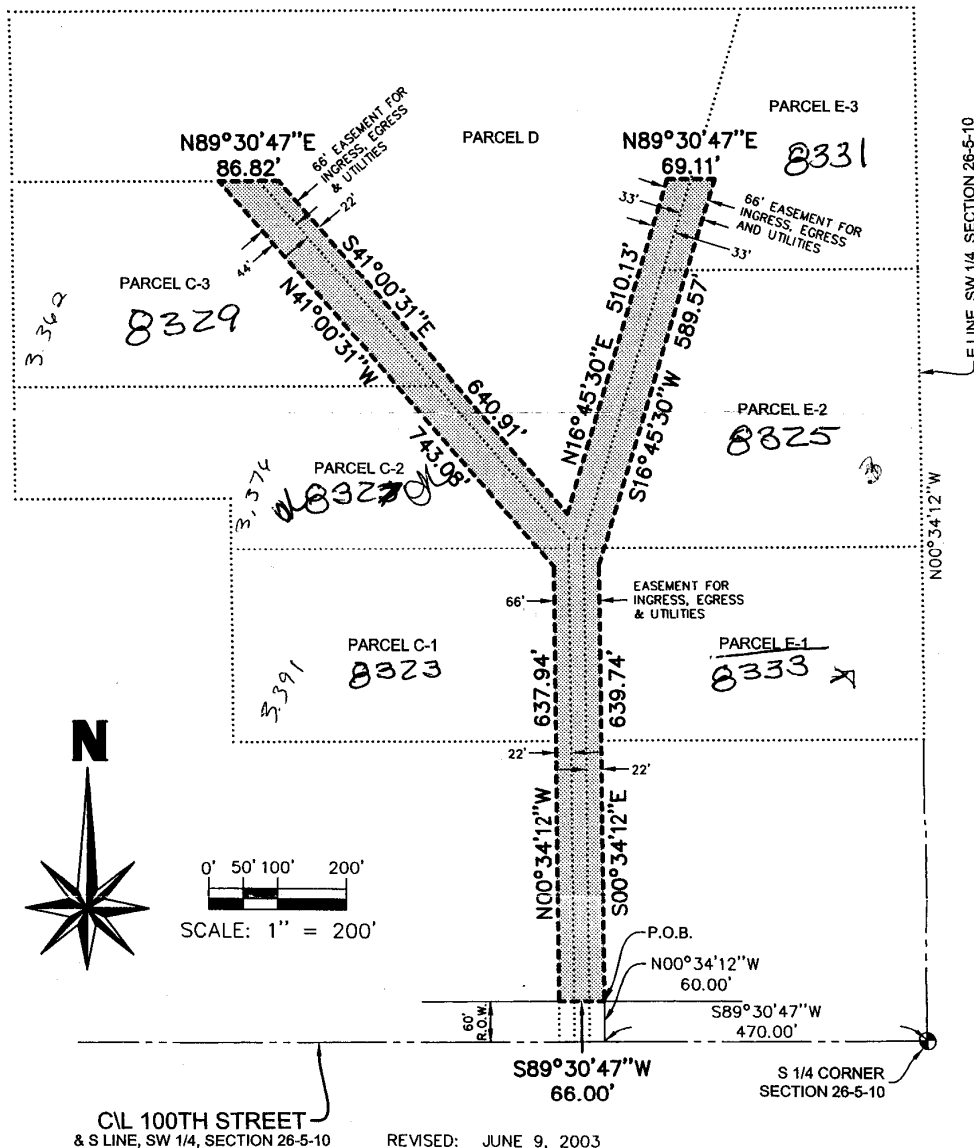 PARCEL E-3
8331
PARCEL D
N89°30'47"E
86.82'
66' EASEMENT FOR
INGRESS, EGRESS
& UTILITIES
22'
44'
N89°30'47"E
69.11'
33'
66' EASEMENT FOR
INGRESS, EGRESS
AND UTILITIES
33'
E LINE, SW 1/4, SECTION 26-5-10
PARCEL C-3
8329
3.362
S41°00'31"E
640.91'
N41°00'31"W
743.08'
N16°45'30"E
510.13'
S16°45'30"W
589.57'
PARCEL E-2
8325
PARCEL C-2
8327
3.374
N00°34'12"W
66'
EASEMENT FOR
INGRESS, EGRESS
& UTILITIES
PARCEL C-1
8323
3.391
PARCEL E-1
8333
637.94'
639.74'
22'
22'
N00°34'12"W
S00°34'12"E
N
0' 50' 100' 200'
SCALE: 1" = 200'
P.O.B.
N00°34'12"W
60.00'
60'
R.O.W.
S89°30'47"W
470.00'
S89°30'47"W
66.00'
S 1/4 CORNER
SECTION 26-5-10
C\L 100TH STREET
& S LINE, SW 1/4, SECTION 26-5-10
REVISED: JUNE 9, 2003